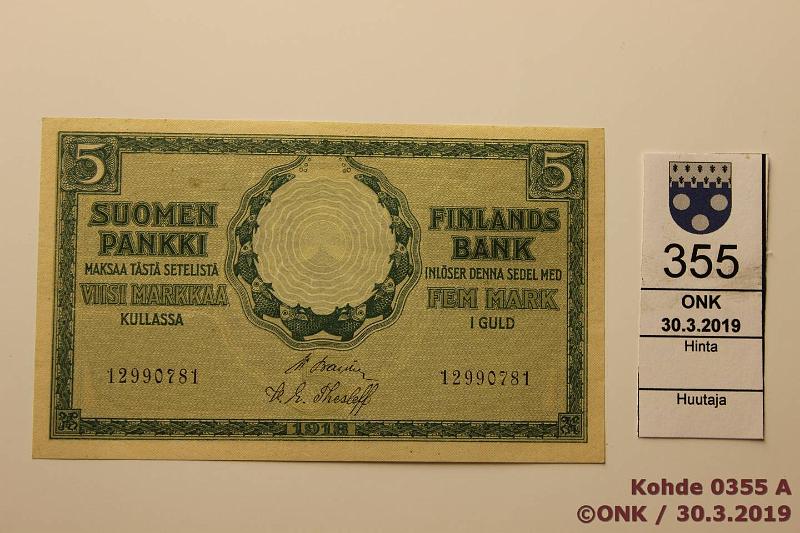 5
5
SUOMEN
PANKKI
MAKSAA TÄSTÄ SETELISTÄ
VIISI MARKKAA
KULLASSA
FINLANDS
BANK
INLÖSER DENNA SEDEL MED
FEM MARK
I GULD
12990781
12990781
V. E. Thesleff
1918
355
ONK
30.3.2019
Hinta
Huutaja
Kohde 0355 A
©ONK / 30.3.2019